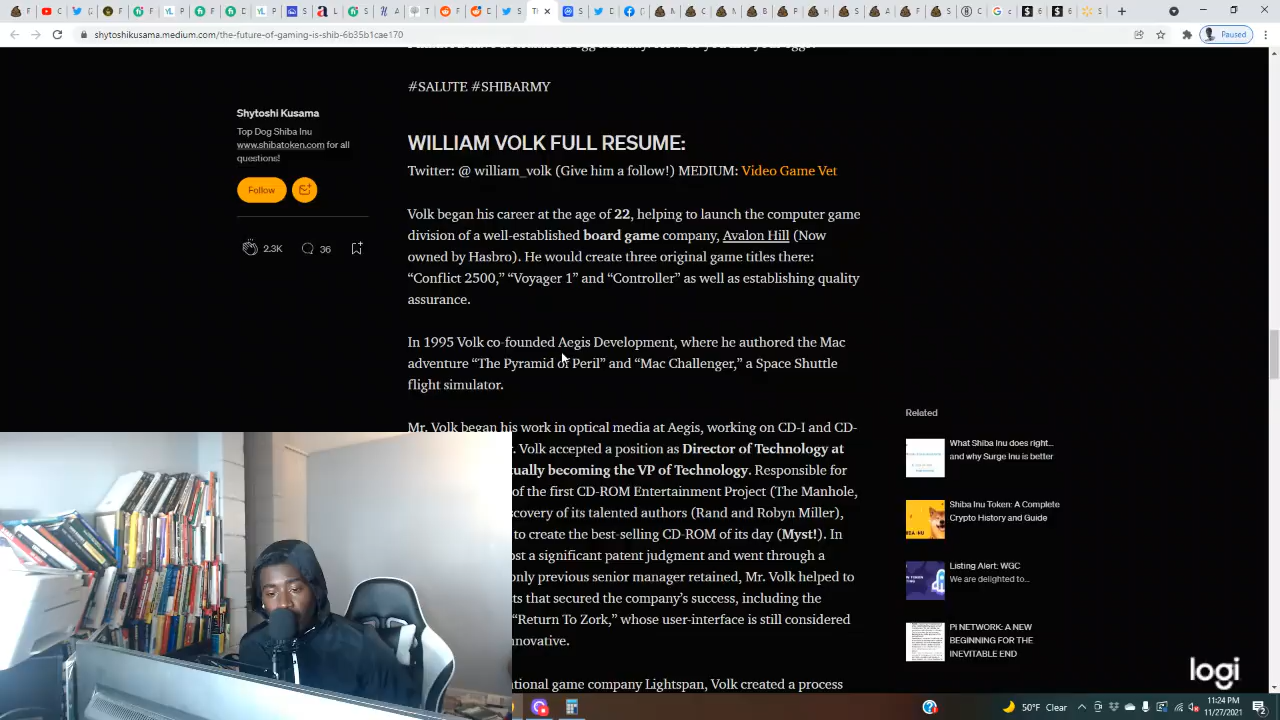 Paused
shytoshikusama.medium.com/the-future-of-gaming-is-shib-6b35b1cae170
#SALUTE #SHIBARMY
Shytoshi Kusama
Top Dog Shiba Inu
www.shibatoken.com for all
questions!
Follow
2.3K
36
WILLIAM VOLK FULL RESUME:
Twitter: @ william_volk (Give him a follow!) MEDIUM: Video Game Vet
Volk began his career at the age of 22, helping to launch the computer game
division of a well-established board game company, Avalon Hill (Now
owned by Hasbro). He would create three original game titles there:
“Conflict 2500,” “Voyager 1” and “Controller” as well as establishing quality
assurance.
In 1995 Volk co-founded Aegis Development, where he authored the Mac
adventure “The Pyramid of Peril” and “Mac Challenger,” a Space Shuttle
flight simulator.
Mr. Volk began his work in optical media at Aegis, working on CD-I and CD-
. Volk accepted a position as Director of Technology at
tually becoming the VP of Technology. Responsible for
of the first CD-ROM Entertainment Project (The Manhole,
scovery of its talented authors (Rand and Robyn Miller),
to create the best-selling CD-ROM of its day (Myst!). In
ost a significant patent judgment and went through a
only previous senior manager retained, Mr. Volk helped to
ts that secured the company’s success, including the
“Return To Zork,” whose user-interface is still considered
nnovative.
tional game company Lightspan, Volk created a process
Related
What Shiba Inu does right...
and why Surge Inu is better
Shiba Inu Token: A Complete
Crypto History and Guide
Listing Alert: WGC
We are delighted to...
Pi NETWORK: A NEW
BEGINNING FOR THE
INEVITABLE END
logi
50°F Clear
11:24 PM
11/27/2021